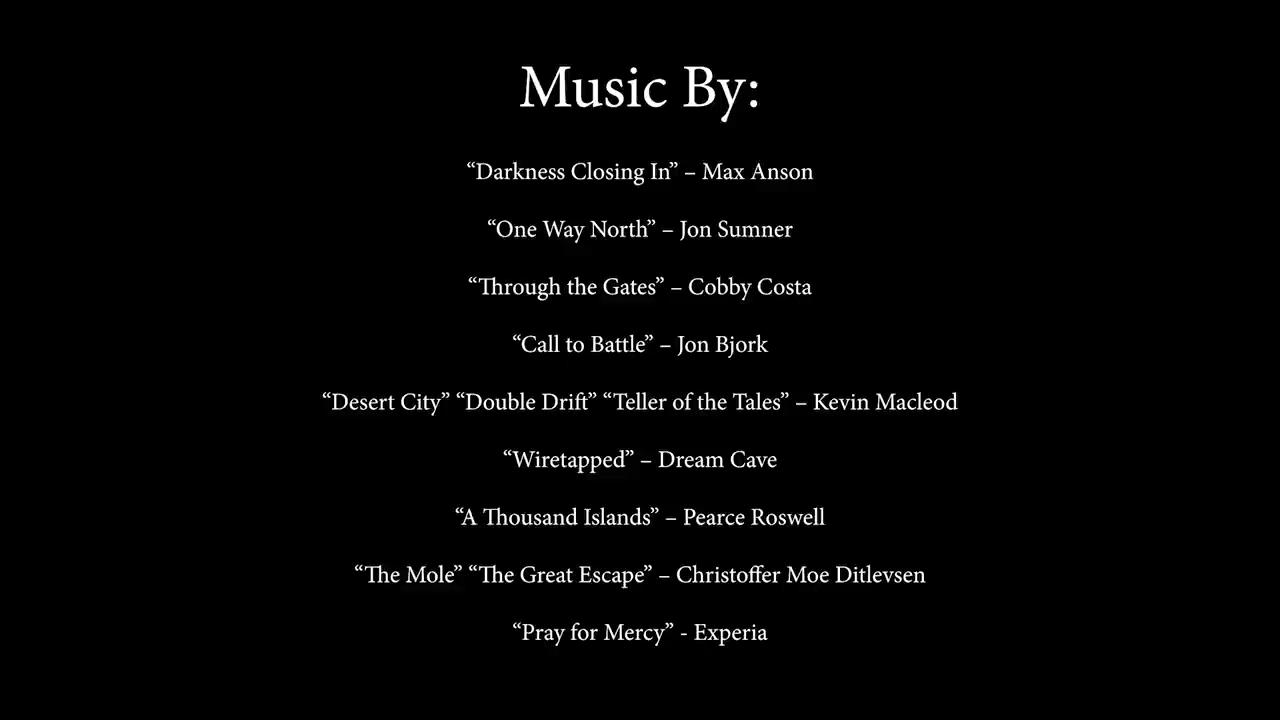 Music By:
“Darkness Closing In” – Max Anson
“One Way North” – Jon Sumner
“Through the Gates” – Cobby Costa
“Call to Battle” – Jon Bjork
“Desert City” “Double Drift” “Teller of the Tales” – Kevin Macleod
“Wiretapped” – Dream Cave
“A Thousand Islands” – Pearce Roswell
“The Mole” “The Great Escape” – Christoffer Moe Ditlevsen
“Pray for Mercy” - Experia